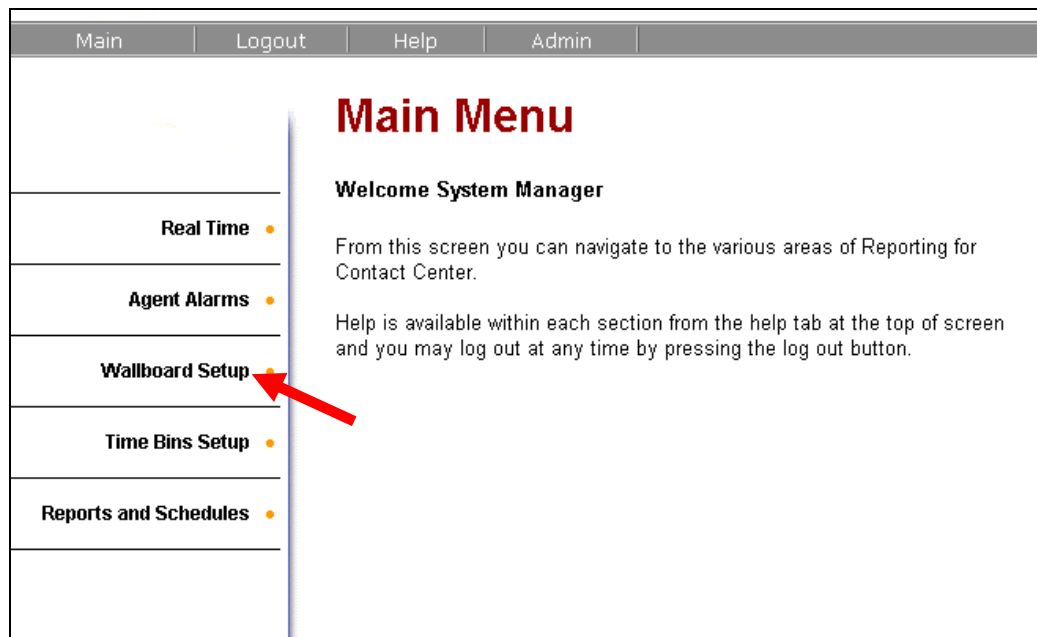 Main Logout Help Admin
Main Menu
Welcome System Manager
Real Time
From this screen you can navigate to the various areas of Reporting for
Contact Center.
Agent Alarms
Help is available within each section from the help tab at the top of screen
and you may log out at any time by pressing the log out button.
Wallboard Setup
Time Bins Setup
Reports and Schedules